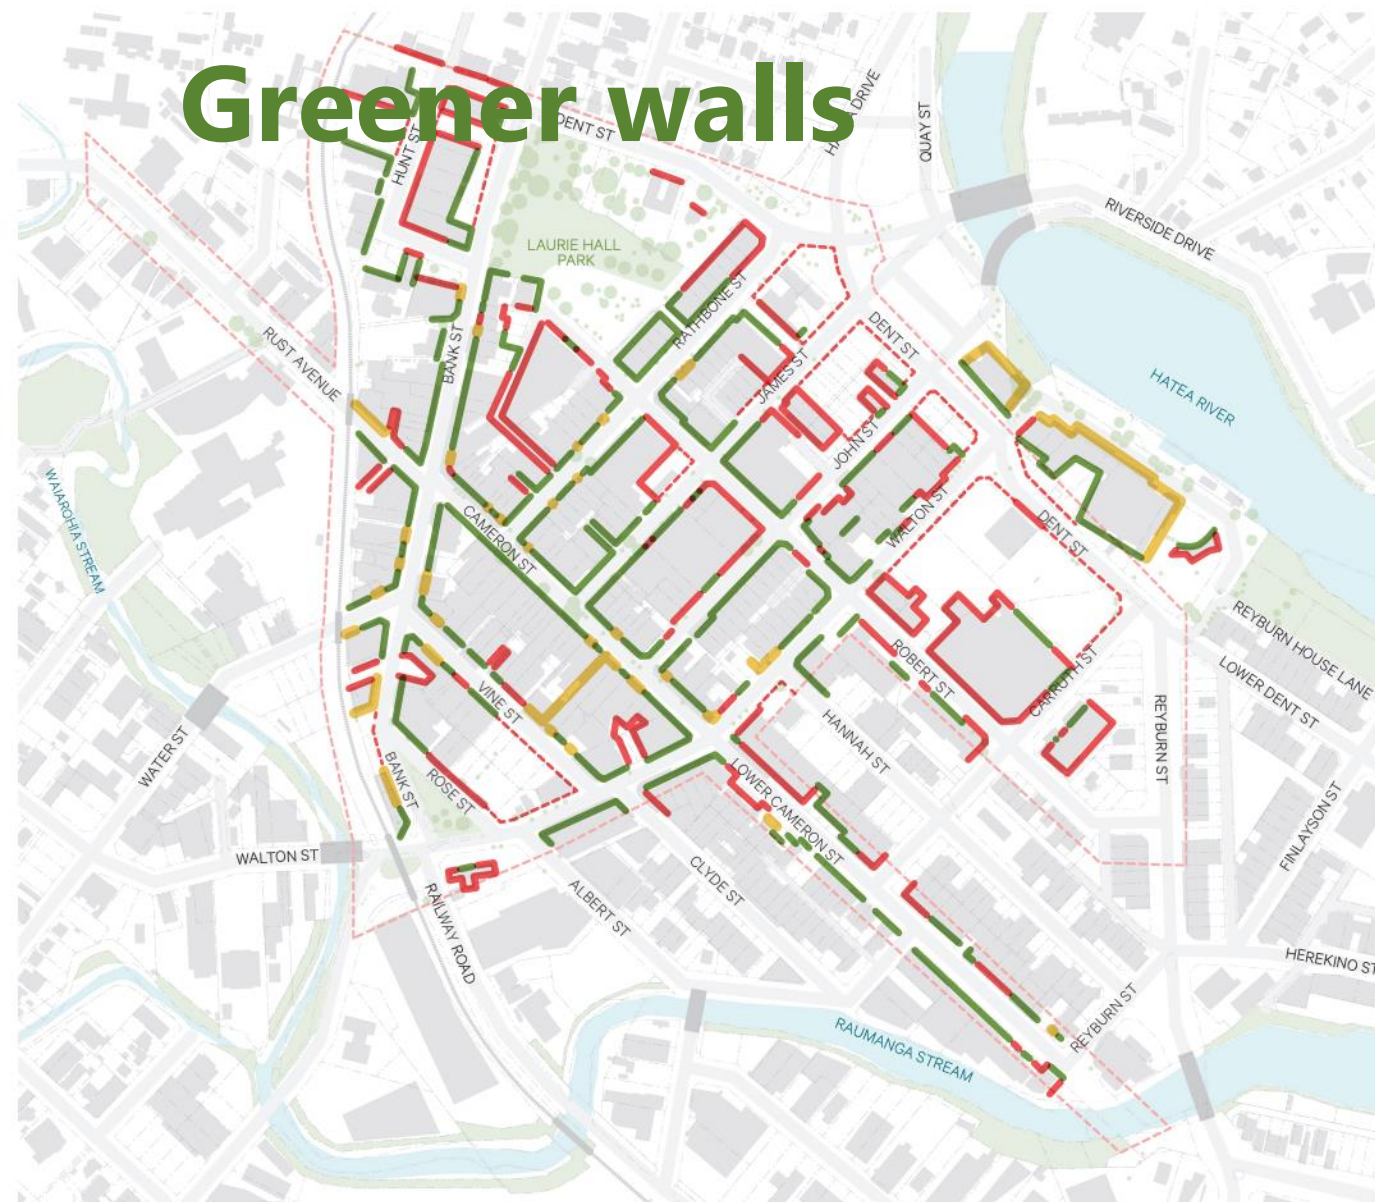 Greener walls
DENT ST
QUAY ST
HUNT ST
RIVERSIDE DRIVE
LAURIE HALL
PARK
RATHBONE ST
DENT ST
RUST AVENUE
BANK ST
JAMES ST
HATEA RIVER
JOHN ST
WAIAROHIA STREAM
CAMERON ST
WALTON ST
DENT ST
REYBURN HOUSE LANE
ROBERT ST
CARRUTH ST
LOWER DENT ST
VINE ST
HANNAH ST
REYBURN ST
WATER ST
BANK ST
ROSE ST
LOWER CAMERON ST
FINLAYSON ST
WALTON ST
CLYDE ST
ALBERT ST
RAILWAY ROAD
HEREKINO ST
REYBURN ST
RAUMANGA STREAM